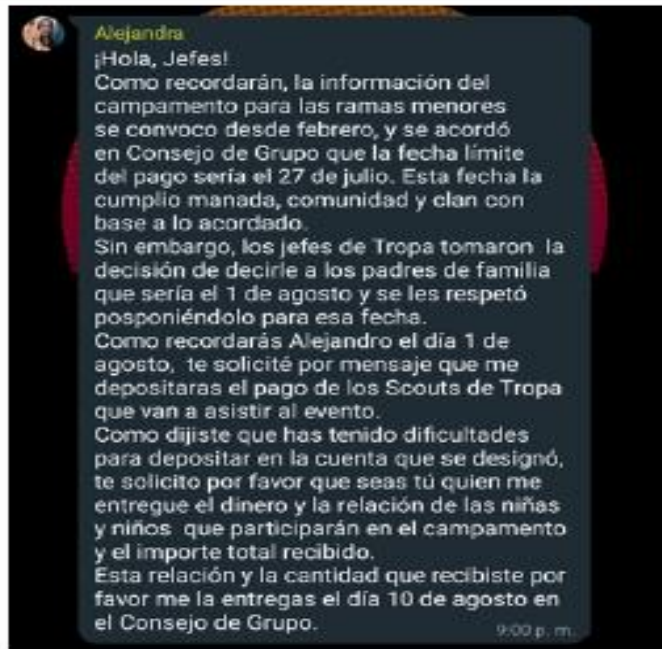 Alejandra
¡Hola, Jefes!
Como recordarán, la información del
campamento para las ramas menores
se convoco desde febrero, y se acordó
en Consejo de Grupo que la fecha límite
del pago sería el 27 de julio. Esta fecha la
cumplio manada, comunidad y clan con
base a lo acordado.
Sin embargo, los jefes de Tropa tomaron la
decisión de decirle a los padres de familia
que sería el 1 de agosto y se les respetó
posponiéndolo para esa fecha.
Como recordarás Alejandro el día 1 de
agosto, te solicité por mensaje que me
depositaras el pago de los Scouts de Tropa
que van a asistir al evento.
Como dijiste que has tenido dificultades
para depositar en la cuenta que se designó,
te solicito por favor que seas tú quien me
entregue el dinero y la relación de las niñas
y niños que participarán en el campamento
y el importe total recibido.
Esta relación y la cantidad que recibiste por
favor me la entregas el día 10 de agosto en
el Consejo de Grupo.
9:00 p. m.